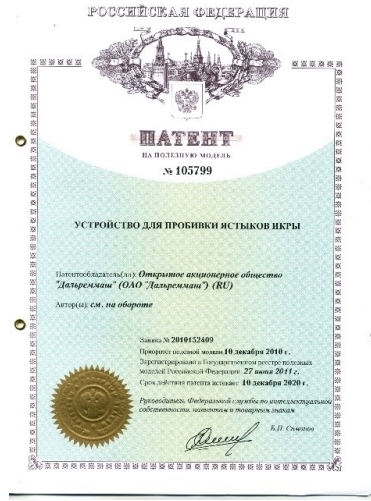 РОССИЙСКАЯ ФЕДЕРАЦИЯ
ПАТЕНТ
НА ПОЛЕЗНУЮ МОДЕЛЬ
№ 105799
УСТРОЙСТВО ДЛЯ ПРОБИВКИ ЯСТЫКОВ ИКРЫ
Патентообладатель(ли): Открытое акционерное общество
"Дальреммаш" (ОАО "Дальреммаш") (RU)
Автор(ы): см. на обороте
Заявка № 2010152409
Приоритет полезной модели 10 декабря 2010 г.
Зарегистрировано в Государственном реестре полезных
моделей Российской Федерации 27 июня 2011 г.
Срок действия патента истекает 10 декабря 2020 г.
Руководитель Федеральной службы по интеллектуальной
собственности, патентам и товарным знакам
Б.П. Симонов